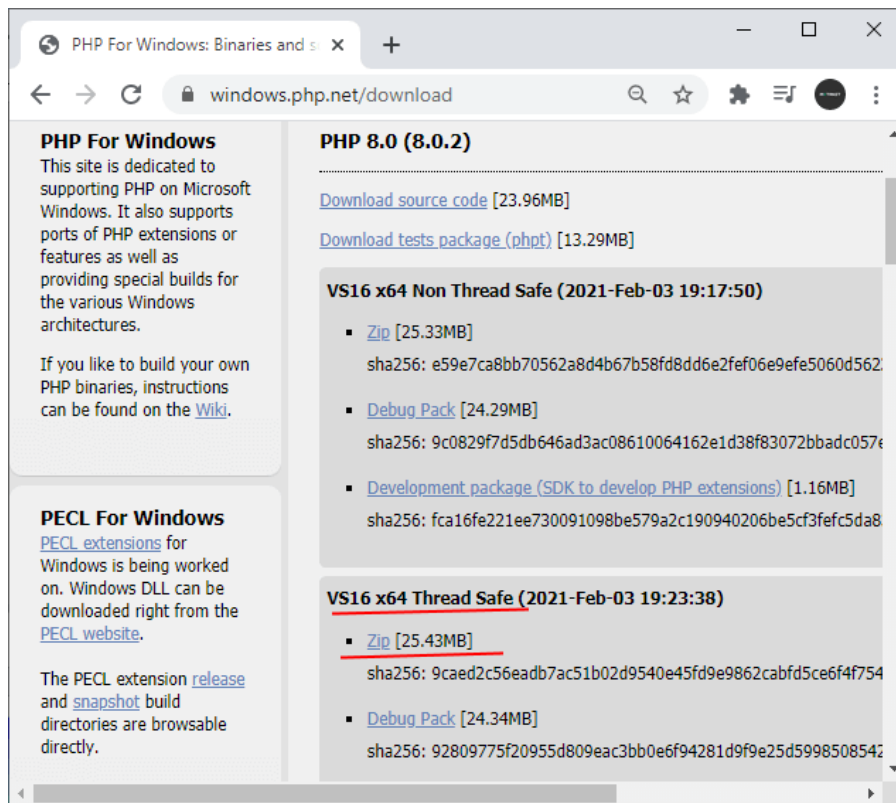 PHP For Windows: Binaries and s
windows.php.net/download
PHP For Windows
This site is dedicated to
supporting PHP on Microsoft
Windows. It also supports
ports of PHP extensions or
features as well as
providing special builds for
the various Windows
architectures.
If you like to build your own
PHP binaries, instructions
can be found on the Wiki.
PECL For Windows
PECL extensions for
Windows is being worked
on. Windows DLL can be
downloaded right from the
PECL website.
The PECL extension release
and snapshot build
directories are browsable
directly.
PHP 8.0 (8.0.2)
Download source code [23.96MB]
Download tests package (phpt) [13.29MB]
VS16 x64 Non Thread Safe (2021-Feb-03 19:17:50)
Zip [25.33MB]
sha256: e59e7ca8bb70562a8d4b67b58fd8dd6e2fef06e9efe5060d562
Debug Pack [24.29MB]
sha256: 9c0829f7d5db646ad3ac08610064162e1d38f83072bbadc057e
Development package (SDK to develop PHP extensions) [1.16MB]
sha256: fca16fe221ee730091098be579a2c190940206be5cf3fefc5da8
VS16 x64 Thread Safe (2021-Feb-03 19:23:38)
Zip [25.43MB]
sha256: 9caed2c56eadb7ac51b02d9540e45fd9e9862cabfd5ce6f4f754
Debug Pack [24.34MB]
sha256: 92809775f20955d809eac3bb0e6f94281d9f9e25d5998508542